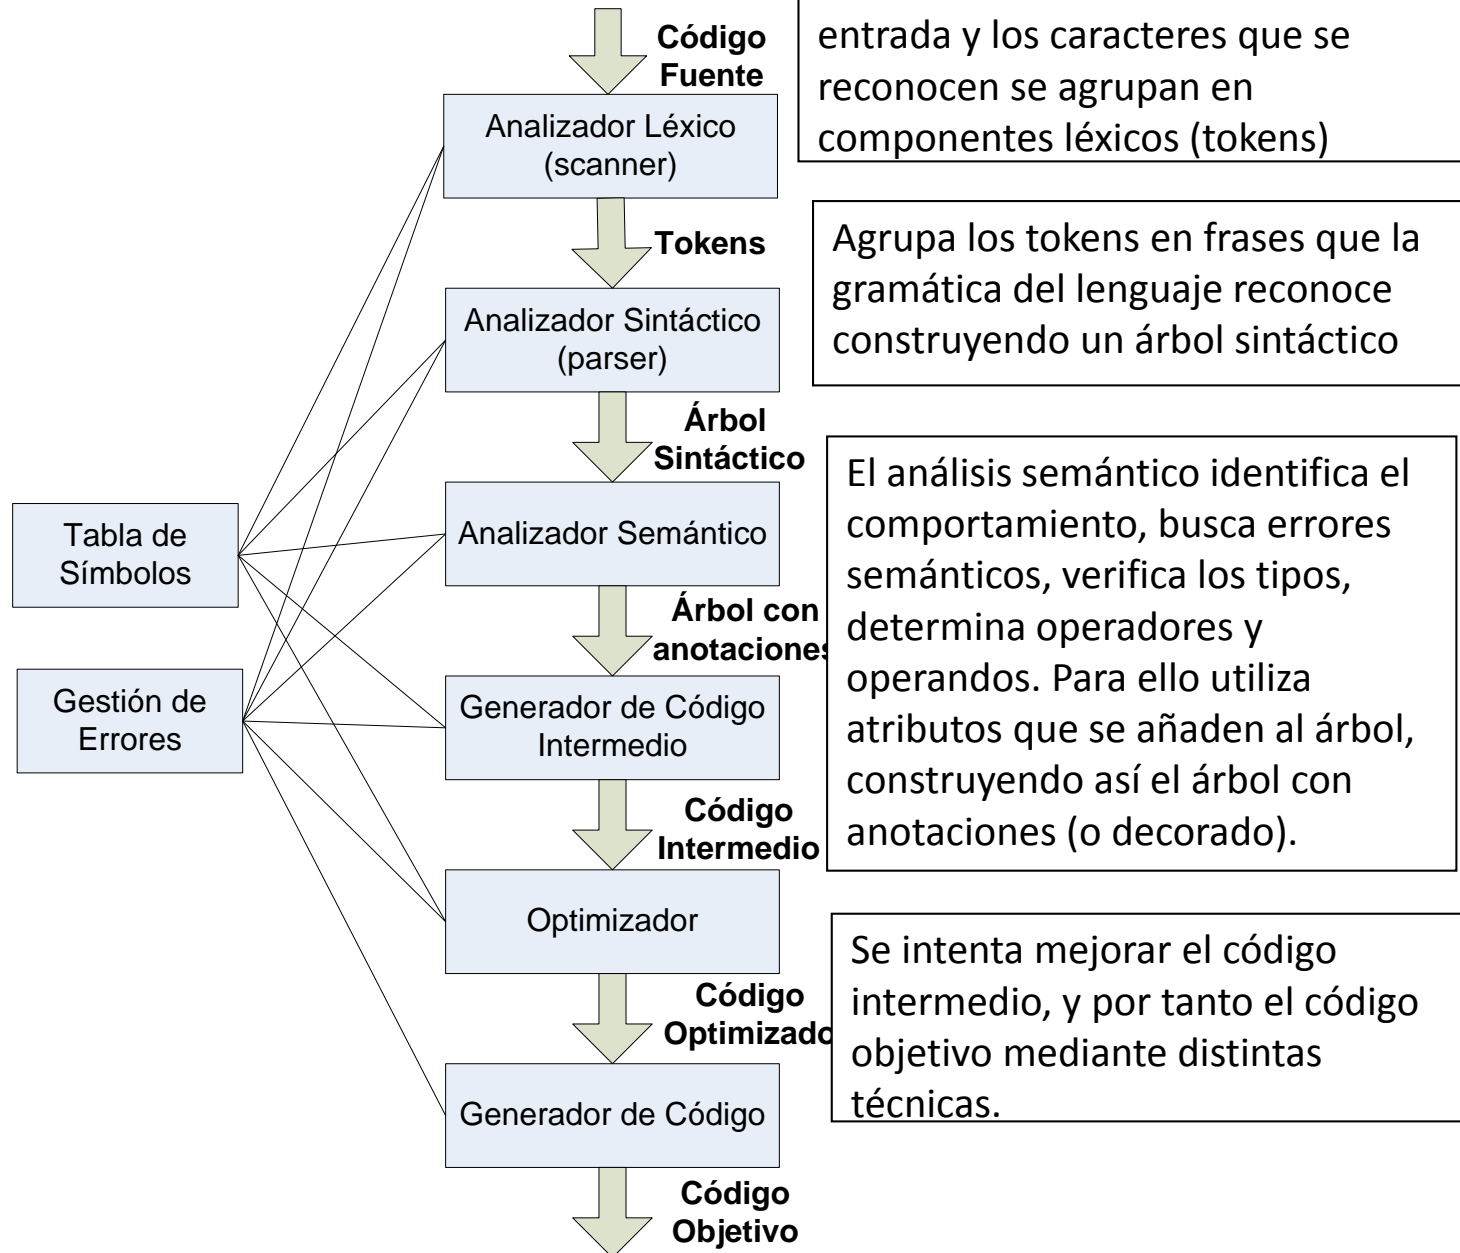 Código
Fuente
entrada y los caracteres que se
reconocen se agrupan en
componentes léxicos (tokens)
Analizador Léxico
(scanner)
Tokens
Agrupa los tokens en frases que la
gramática del lenguaje reconoce
construyendo un árbol sintáctico
Analizador Sintáctico
(parser)
Árbol
Sintáctico
El análisis semántico identifica el
comportamiento, busca errores
semánticos, verifica los tipos,
determina operadores y
operandos. Para ello utiliza
atributos que se añaden al árbol,
construyendo así el árbol con
anotaciones (o decorado).
Tabla de
Símbolos
Analizador Semántico
Árbol con
anotaciones
Gestión de
Errores
Generador de Código
Intermedio
Código
Intermedio
Optimizador
Se intenta mejorar el código
intermedio, y por tanto el código
objetivo mediante distintas
técnicas.
Código
Optimizado
Generador de Código
Código
Objetivo